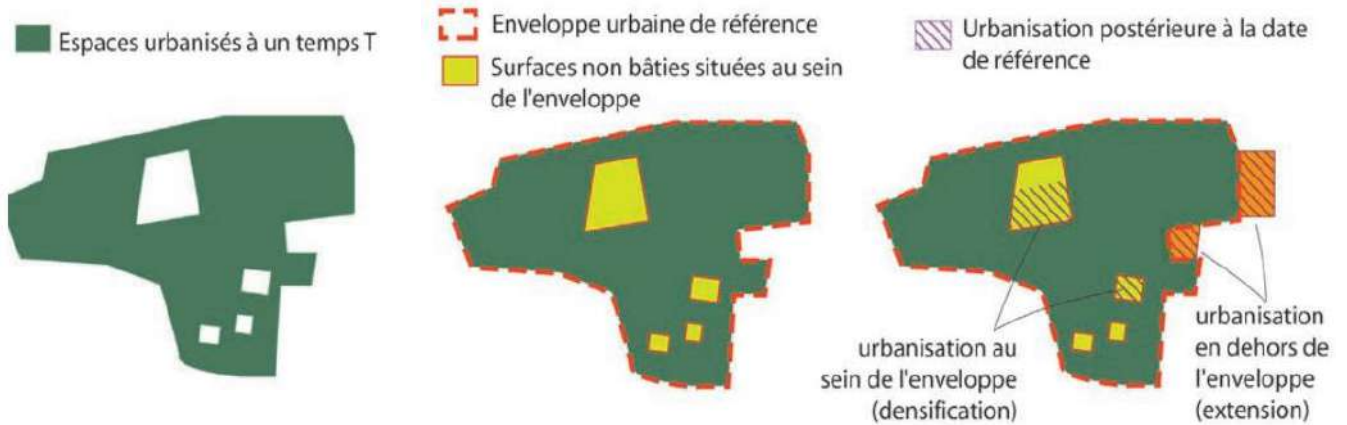 Espaces urbanisés à un temps T
Enveloppe urbaine de référence
Surfaces non bâties situées au sein
de l'enveloppe
Urbanisation postérieure à la date
de référence
urbanisation au
sein de l'enveloppe
(densification)
urbanisation
en dehors de
l'enveloppe
(extension)